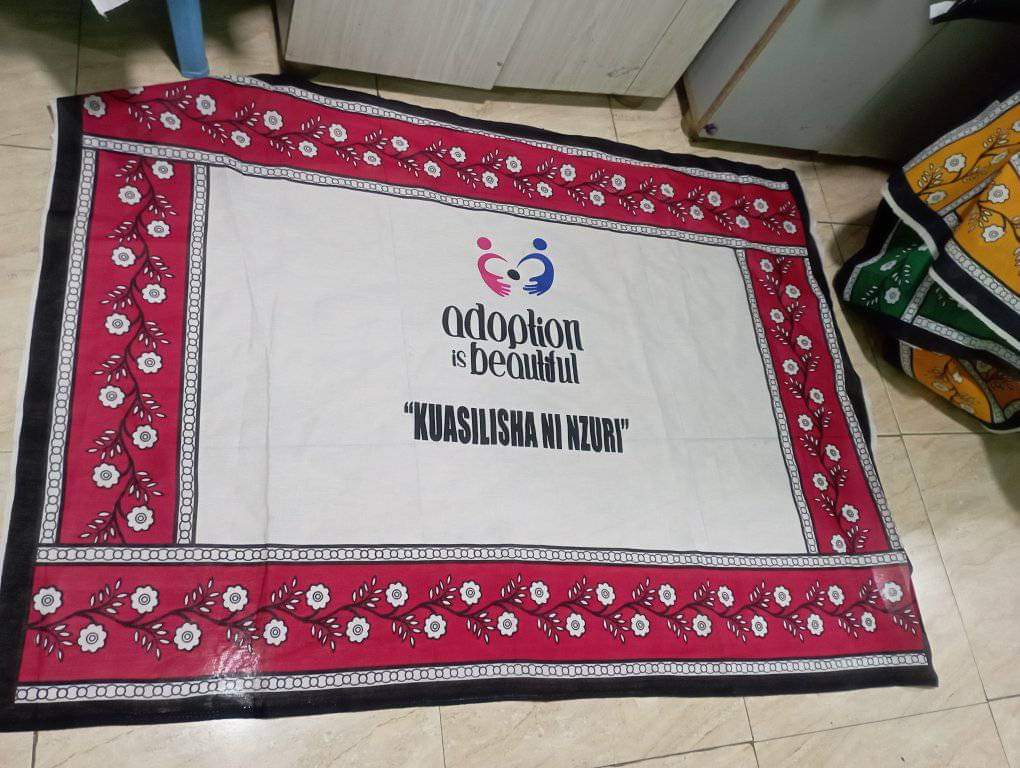 adoption
is beautiful
“KUASILISHA NI NZURI”